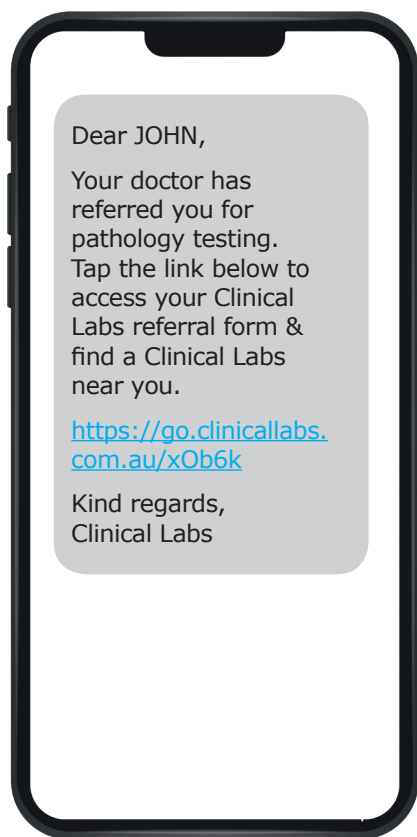 Dear JOHN,
Your doctor has
referred you for
pathology testing.
Tap the link below to
access your Clinical
Labs referral form &
find a Clinical Labs
near you.
https://go.clinicallabs.
com.au/xOb6k
Kind regards,
Clinical Labs